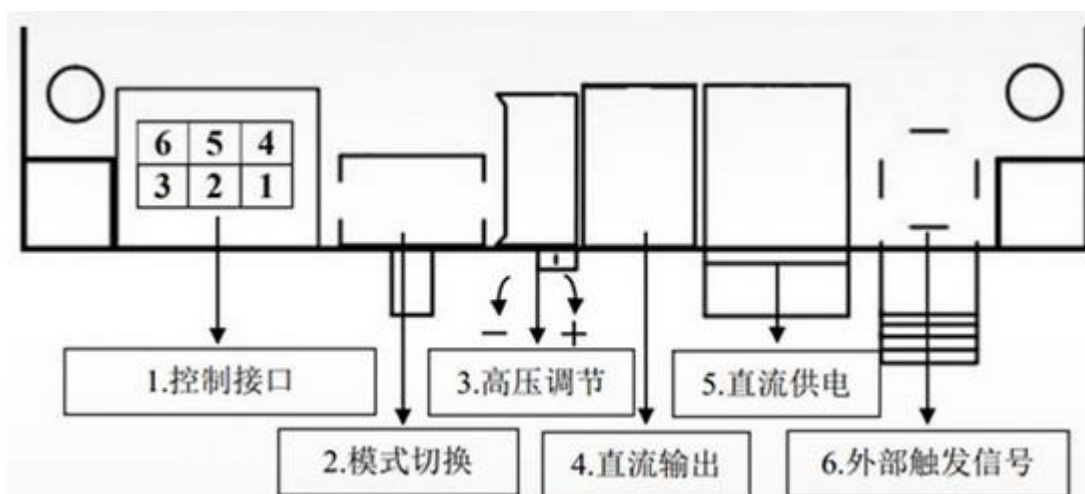 6 5 4
3 2 1
− +
1.控制接口
3.高压调节
5.直流供电
2.模式切换
4.直流输出
6.外部触发信号